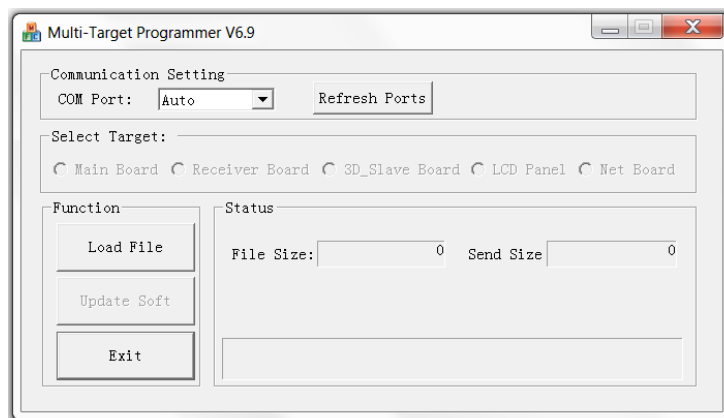 Multi-Target Programmer V6.9
Communication Setting
COM Port: Auto Refresh Ports
Select Target:
Main Board Receiver Board 3D_Slave Board LCD Panel Net Board
Function
Load File
Update Soft
Exit
Status
File Size: 0 Send Size 0